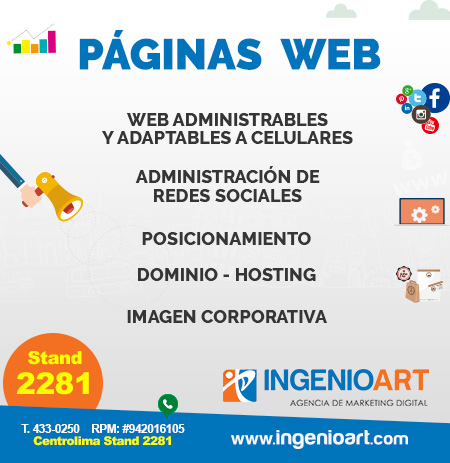 PÁGINAS WEB
WEB ADMINISTRABLES
Y ADAPTABLES A CELULARES
ADMINISTRACIÓN DE
REDES SOCIALES
POSICIONAMIENTO
DOMINIO - HOSTING
IMAGEN CORPORATIVA
WWW
Stand
2281
INGENIOART
AGENCIA DE MARKETING DIGITAL
T. 433-0250 RPM: #942016105
Centrolima Stand 2281
www.ingenioart.com